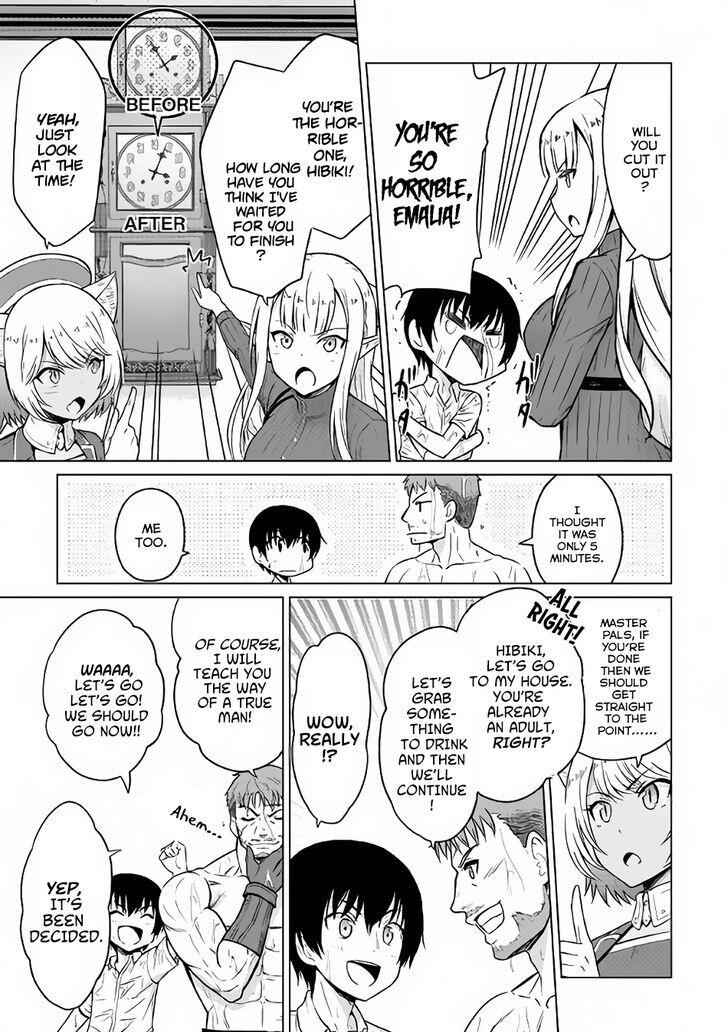 WILL
YOU
CUT IT
OUT
?
YOU'RE
SO
HORRIBLE,
EMALIA!
ガタ
ガタ
YOU'RE
THE HOR-
RIBLE
ONE,
HIBIKI!
HOW LONG
HAVE YOU
THINK I'VE
WAITED
FOR YOU
TO FINISH
?
BEFORE
AFTER
YEAH,
JUST
LOOK
AT THE
TIME!
I
THOUGHT
IT WAS
ONLY 5
MINUTES.
ME
TOO.
MASTER
PALS, IF
YOU'RE
DONE THEN
WE SHOULD
GET
STRAIGHT
TO THE
POINT......
ALL
RIGHT!
HIBIKI,
LET'S GO
TO MY HOUSE.
YOU'RE
ALREADY
AN ADULT,
RIGHT?
LET'S
GRAB
SOME-
THING
TO DRINK
AND THEN
WE'LL
CONTINUE
!
WOW,
REALLY
!?
OF COURSE,
I WILL
TEACH YOU
THE WAY
OF A TRUE
MAN!
Ahem...
WAAAA,
LET'S GO
LET'S GO!
WE SHOULD
GO NOW!!
YEP,
IT'S
BEEN
DECIDED.